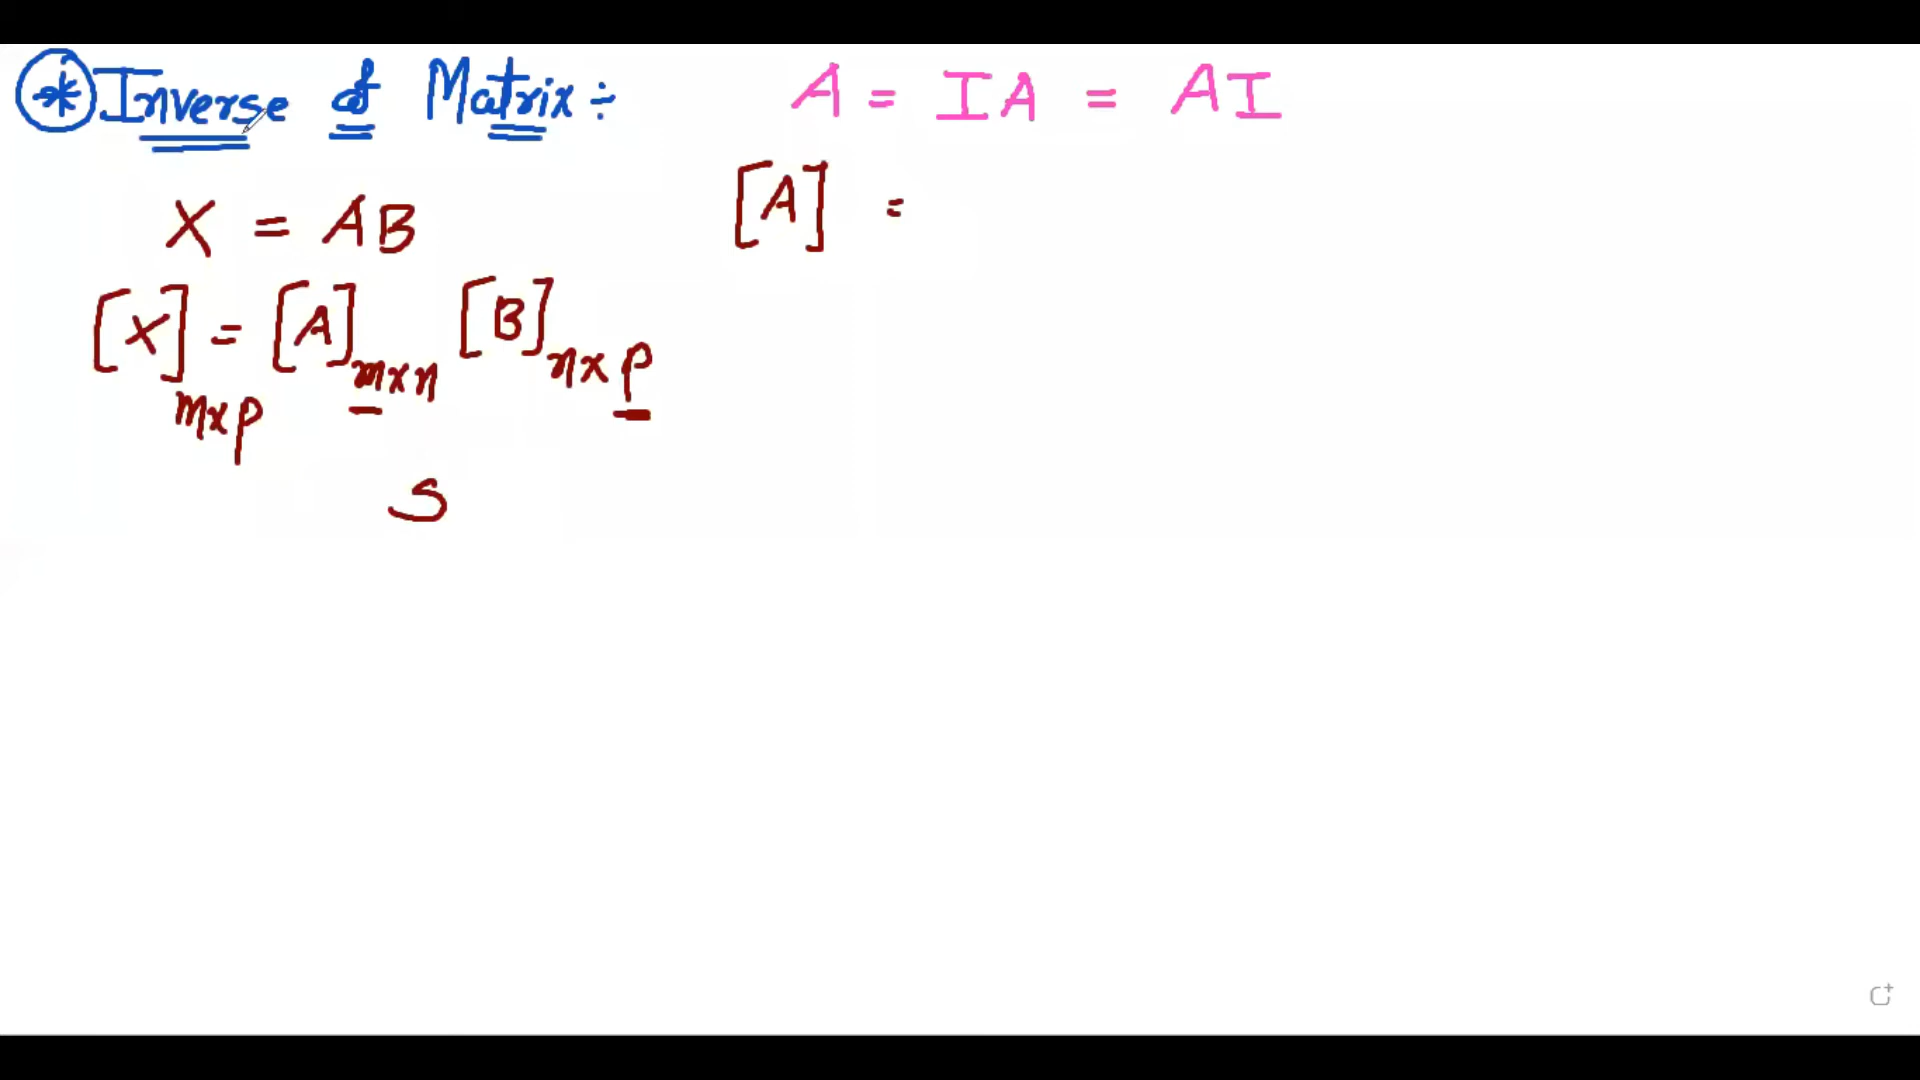 * Inverse of Matrix ÷
A = IA = AI
X = AB
[A] =
[X]m×p = [A]m×n [B]n×p
S